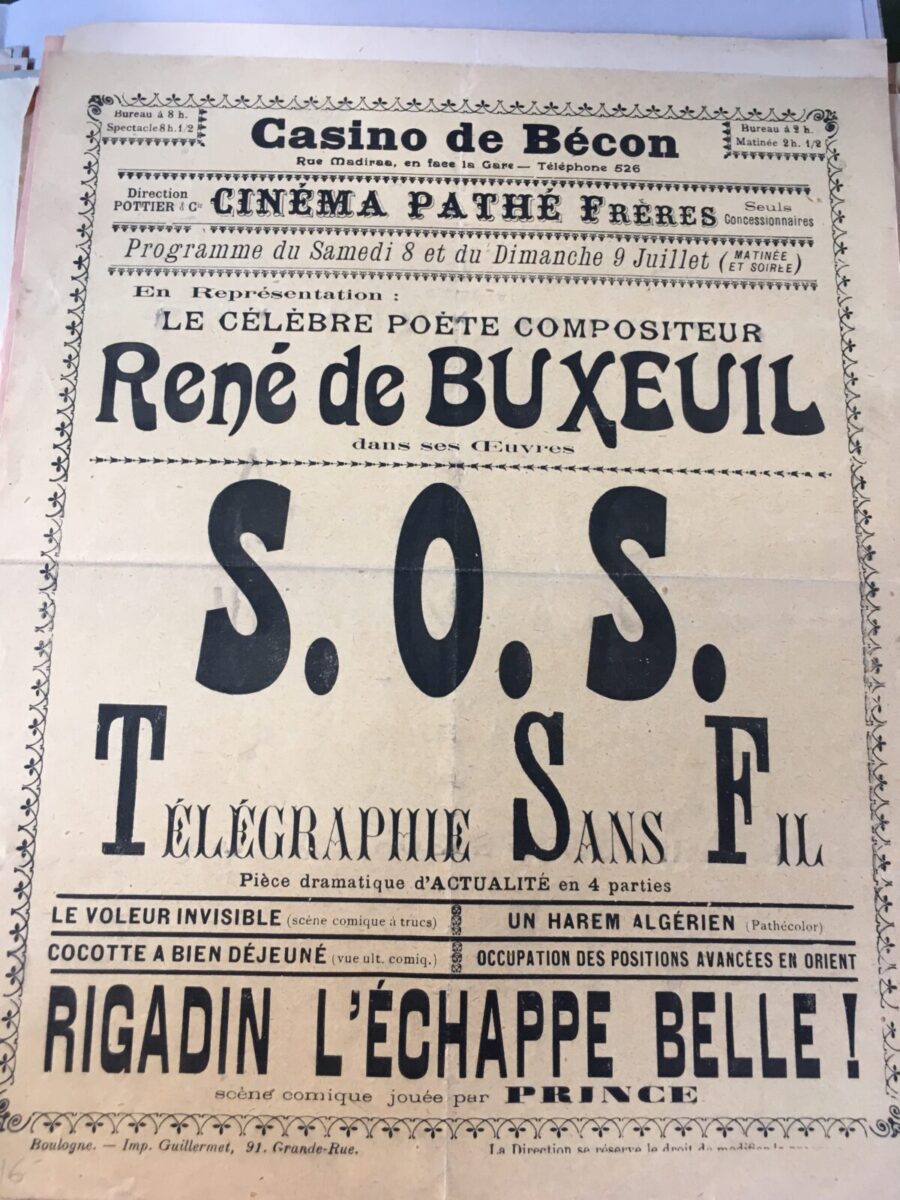 Bureau à 8 h.
Spectacle 8 h. 1/2
Casino de Bécon
Bureau à 2 h.
Matinée 2 h. 1/2
Rue Madiraa, en face la Gare — Téléphone 526
Direction
POTTIER & Cie
CINÉMA PATHÉ FRÈRES
Seuls
Concessionnaires
Programme du Samedi 8 et du Dimanche 9 Juillet (MATINÉE ET SOIRÉE)
En Représentation :
LE CÉLÈBRE POÈTE COMPOSITEUR
René de BUXEUIL
dans ses Œuvres
S. O. S.
TÉLÉGRAPHIE SANS FIL
Pièce dramatique d'ACTUALITÉ en 4 parties
LE VOLEUR INVISIBLE (scène comique à trucs)
UN HAREM ALGÉRIEN (Pathécolor)
COCOTTE A BIEN DÉJEUNÉ (vue ult. comiq.)
OCCUPATION DES POSITIONS AVANCÉES EN ORIENT
RIGADIN L'ÉCHAPPE BELLE !
scène comique jouée par PRINCE
Boulogne. — Imp. Guillermet, 91, Grande-Rue.
La Direction se réserve le droit de modifier le
16